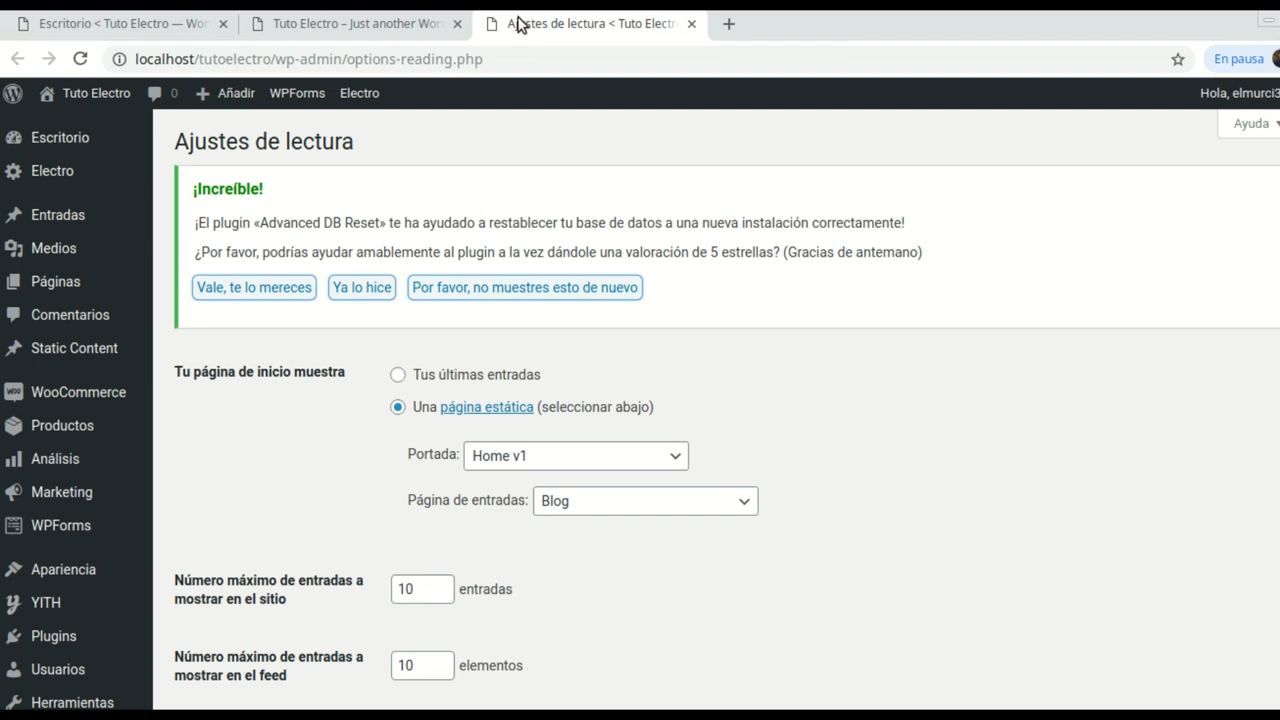 Escritorio < Tuto Electro — Wor
Tuto Electro – Just another Wor
Ajustes de lectura < Tuto Electr
localhost/tutoelectro/wp-admin/options-reading.php
En pausa
Tuto Electro
0
Añadir
WPForms
Electro
Hola, elmurci3
Ayuda
Escritorio
Electro
Entradas
Medios
Páginas
Comentarios
Static Content
WooCommerce
Productos
Análisis
Marketing
WPForms
Apariencia
YITH
Plugins
Usuarios
Herramientas
Ajustes de lectura
¡Increíble!
¡El plugin «Advanced DB Reset» te ha ayudado a restablecer tu base de datos a una nueva instalación correctamente!
¿Por favor, podrías ayudar amablemente al plugin a la vez dándole una valoración de 5 estrellas? (Gracias de antemano)
Vale, te lo mereces
Ya lo hice
Por favor, no muestres esto de nuevo
Tu página de inicio muestra
Tus últimas entradas
Una página estática (seleccionar abajo)
Portada: Home v1
Página de entradas: Blog
Número máximo de entradas a
mostrar en el sitio
10 entradas
Número máximo de entradas a
mostrar en el feed
10 elementos